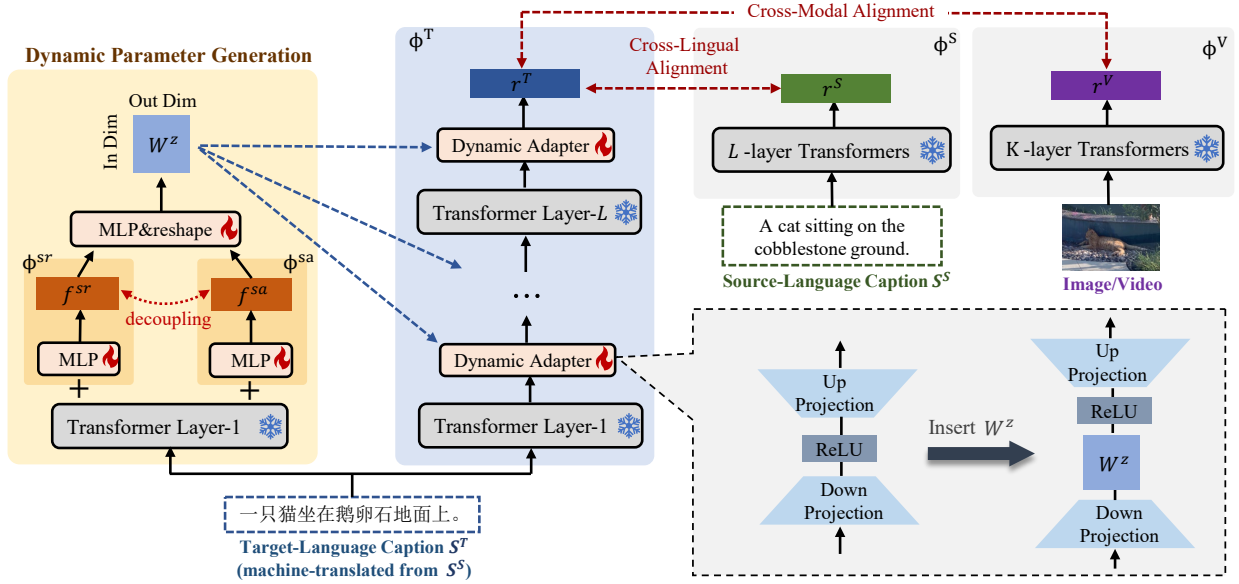 Dynamic Parameter Generation
Out Dim
In Dim
W^z
MLP&reshape
ϕ^sr
ϕ^sa
f^sr
f^sa
decoupling
MLP
MLP
+
+
Transformer Layer-1
一只猫坐在鹅卵石地面上。
Target-Language Caption S^T
(machine-translated from S^S)
ϕ^T
r^T
Dynamic Adapter
Transformer Layer-L
...
Dynamic Adapter
Transformer Layer-1
Cross-Modal Alignment
Cross-Lingual
Alignment
ϕ^S
r^S
L -layer Transformers
A cat sitting on the
cobblestone ground.
Source-Language Caption S^S
ϕ^V
r^V
K -layer Transformers
Image/Video
Up
Projection
ReLU
Down
Projection
Insert W^z
Up
Projection
ReLU
W^z
Down
Projection